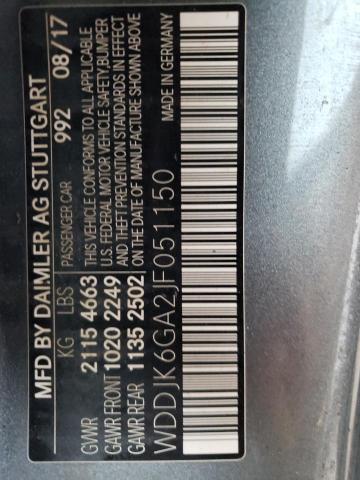 MFD BY DAIMLER AG STUTTGART
KG LBS PASSENGER CAR 992 08/17
GVWR 2115 4663 THIS VEHICLE CONFORMS TO ALL APPLICABLE
U.S. FEDERAL MOTOR VEHICLE SAFETY, BUMPER
GAWR FRONT 1020 2249 AND THEFT PREVENTION STANDARDS IN EFFECT
GAWR REAR 1135 2502 ON THE DATE OF MANUFACTURE SHOWN ABOVE
WDDJK6GA2JF051150 MADE IN GERMANY